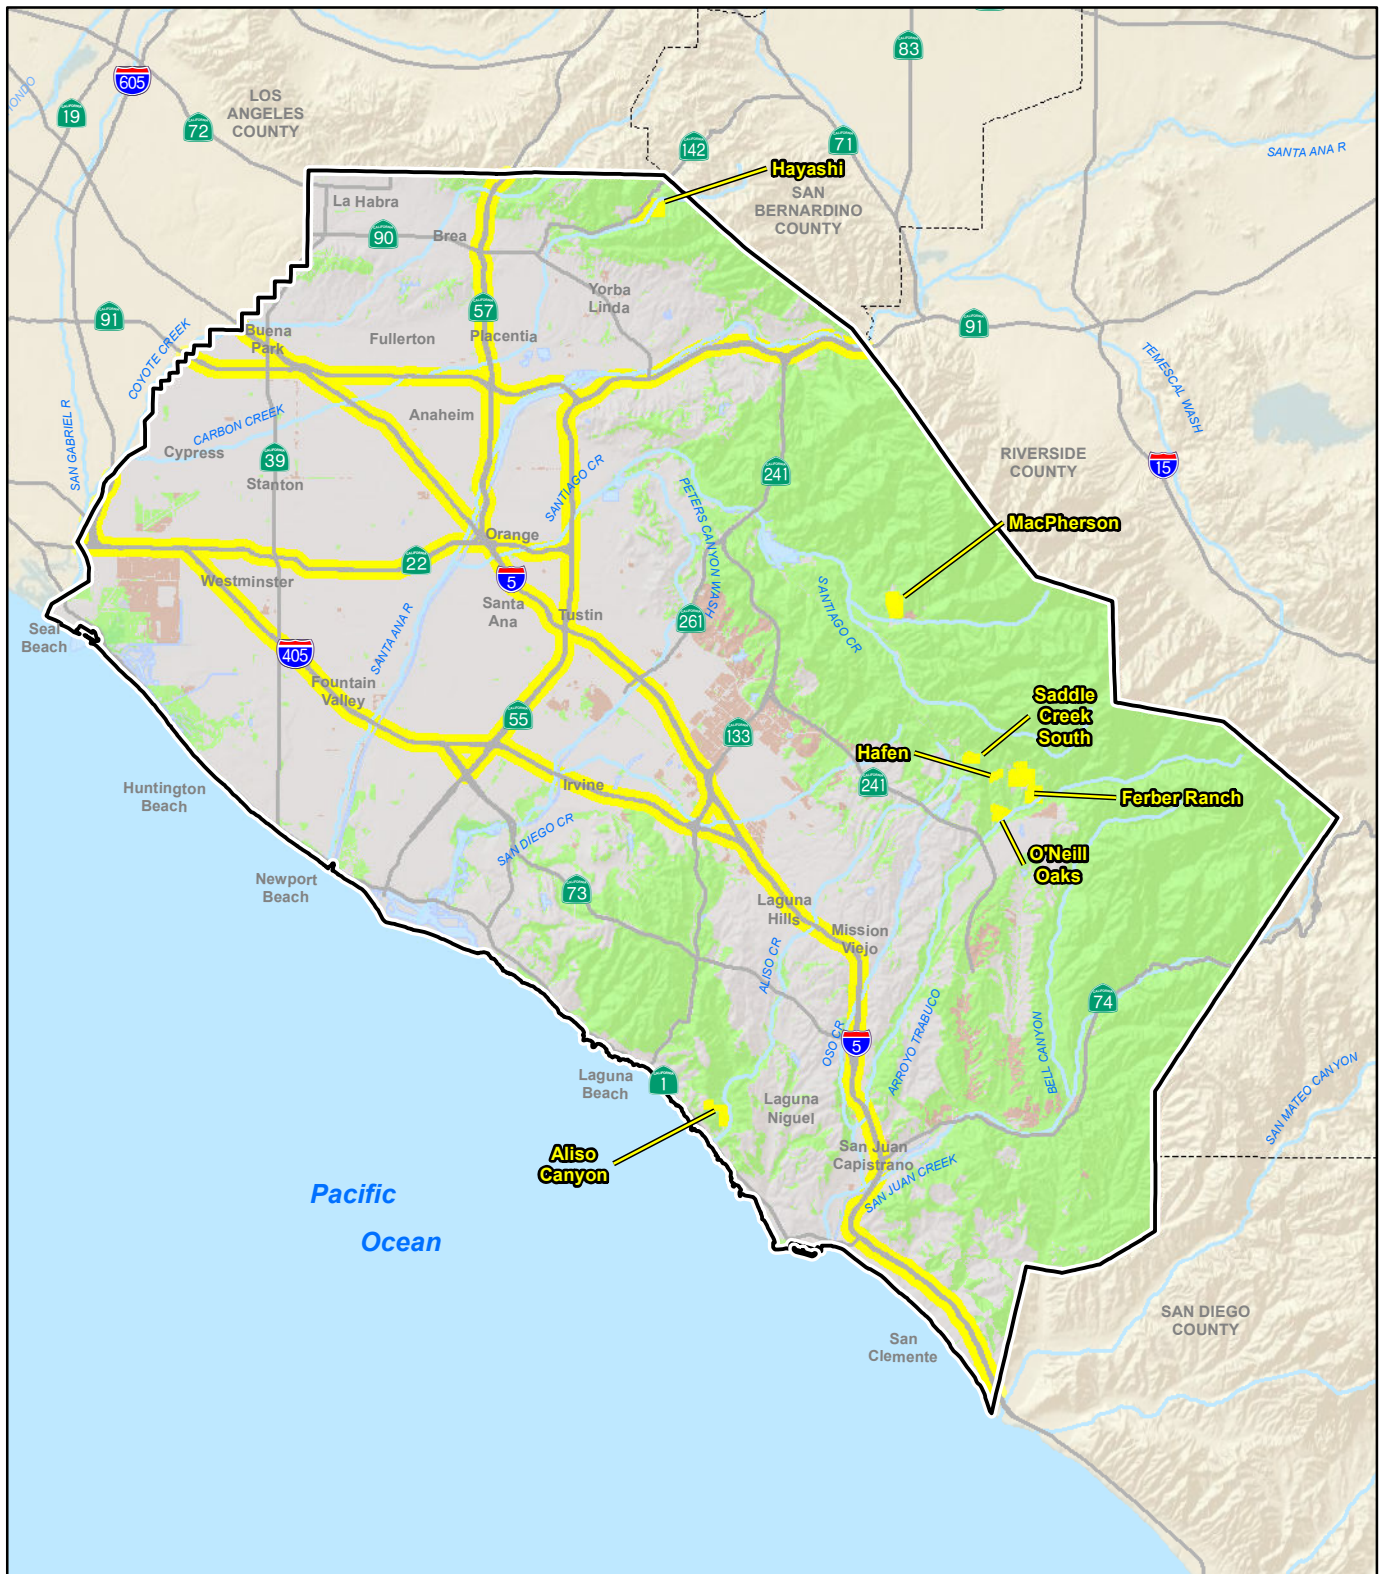 83
605
LOS
ANGELES
COUNTY
19
CALIFORNIA
72
142
71
SANTA ANA R
Hayashi
SAN
BERNARDINO
COUNTY
La Habra
90
Brea
Yorba
Linda
57
91
COYOTE CREEK
Buena
Park
Fullerton
Placentia
91
TEMESCAL WASH
SAN GABRIEL R
Anaheim
CARBON CREEK
Cypress
39
Stanton
SANTIAGO CR
241
PETERS CANYON WASH
RIVERSIDE
COUNTY
15
MacPherson
Orange
22
Westminster
5
Santa
Ana
Tustin
261
S SANTIAGO CR
SANTA ANA R
Seal
Beach
405
Fountain
Valley
55
133
Saddle
Creek
South
Hafen
241
Ferber Ranch
Huntington
Beach
Irvine
SAN DIEGO CR
O'Neill
Oaks
Newport
Beach
73
Laguna
Hills
Mission
Viejo
ALISO CR
OSO CR
ARROYO TRABUCO
BELL CANYON
74
5
Laguna
Beach
1
Laguna
Niguel
SAN MATEO CANYON
Aliso
Canyon
San Juan
Capistrano
SAN JUAN CREEK
Pacific
Ocean
SAN DIEGO
COUNTY
San
Clemente